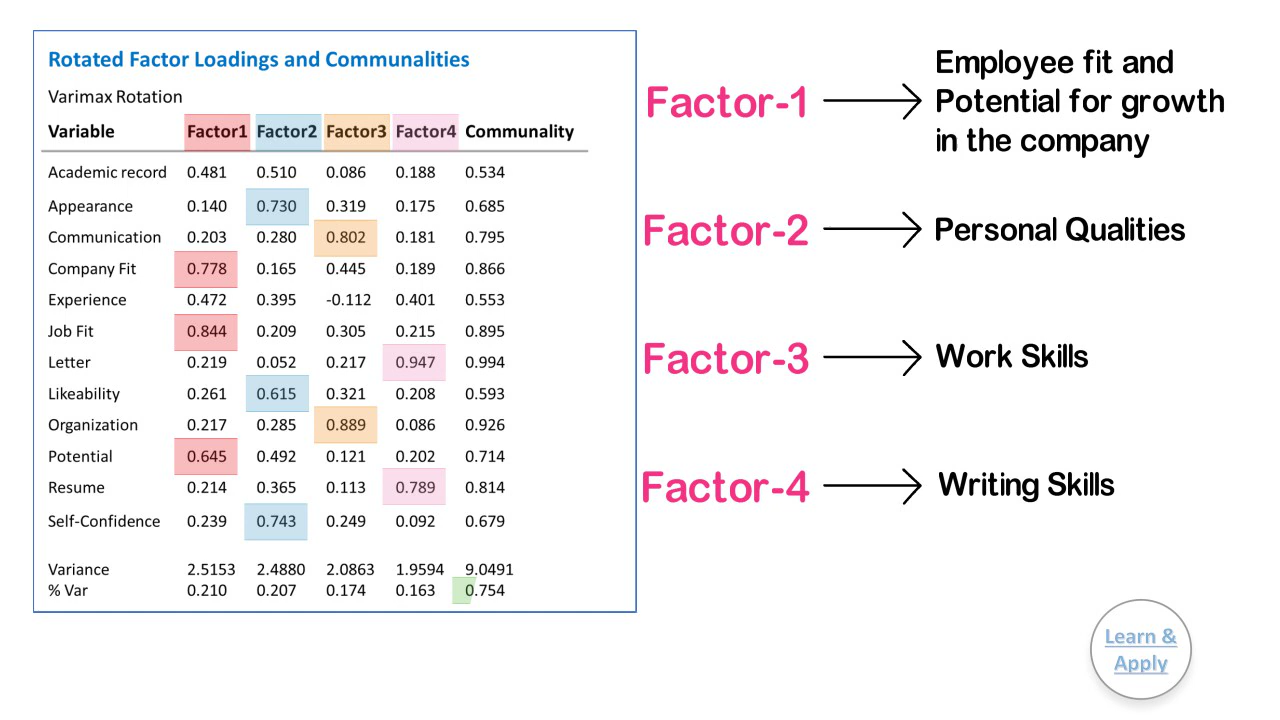 Rotated Factor Loadings and Communalities
Varimax Rotation
Variable Factor1 Factor2 Factor3 Factor4 Communality
Academic record 0.481 0.510 0.086 0.188 0.534
Appearance 0.140 0.730 0.319 0.175 0.685
Communication 0.203 0.280 0.802 0.181 0.795
Company Fit 0.778 0.165 0.445 0.189 0.866
Experience 0.472 0.395 -0.112 0.401 0.553
Job Fit 0.844 0.209 0.305 0.215 0.895
Letter 0.219 0.052 0.217 0.947 0.994
Likeability 0.261 0.615 0.321 0.208 0.593
Organization 0.217 0.285 0.889 0.086 0.926
Potential 0.645 0.492 0.121 0.202 0.714
Resume 0.214 0.365 0.113 0.789 0.814
Self-Confidence 0.239 0.743 0.249 0.092 0.679
Variance 2.5153 2.4880 2.0863 1.9594 9.0491
% Var 0.210 0.207 0.174 0.163 0.754
Factor-1
Employee fit and
Potential for growth
in the company
Factor-2
Personal Qualities
Factor-3
Work Skills
Factor-4
Writing Skills
Learn &
Apply